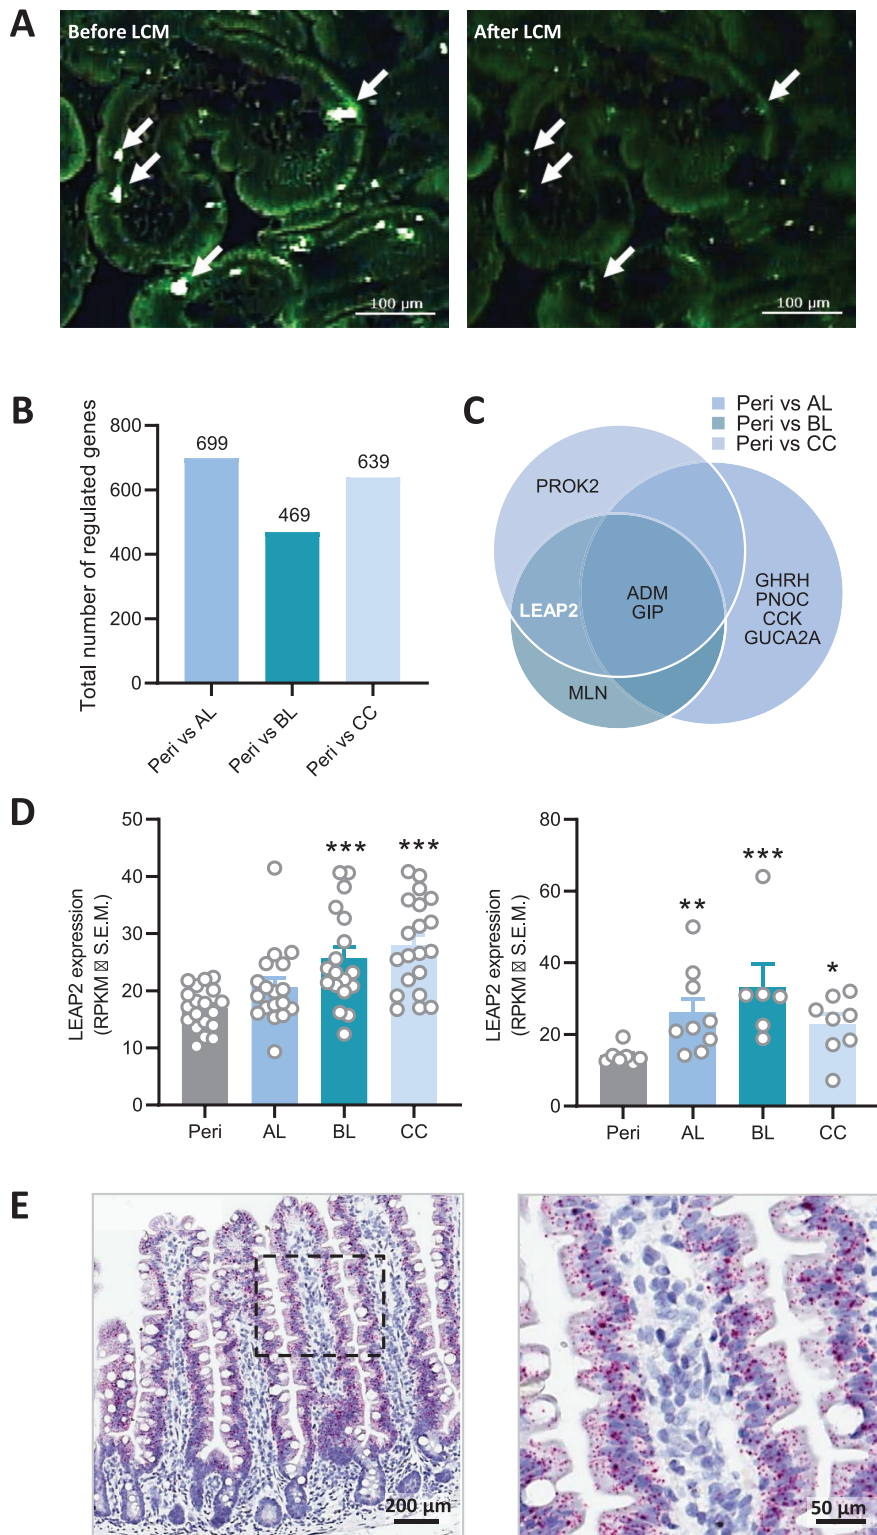 A
Before LCM
After LCM
100 µm
100 µm
B
Total number of regulated genes
800
600
400
200
0
699
469
639
Peri vs AL
Peri vs BL
Peri vs CC
C
Peri vs AL
Peri vs BL
Peri vs CC
PROK2
LEAP2
ADM
GIP
GHRH
PNOC
CCK
GUCA2A
MLN
D
LEAP2 expression
(RPKM ☒ S.E.M.)
50
40
30
20
10
0
***
***
Peri
AL
BL
CC
LEAP2 expression
(RPKM ☒ S.E.M.)
80
60
40
20
0
**
***
*
Peri
AL
BL
CC
E
200 µm
50 µm